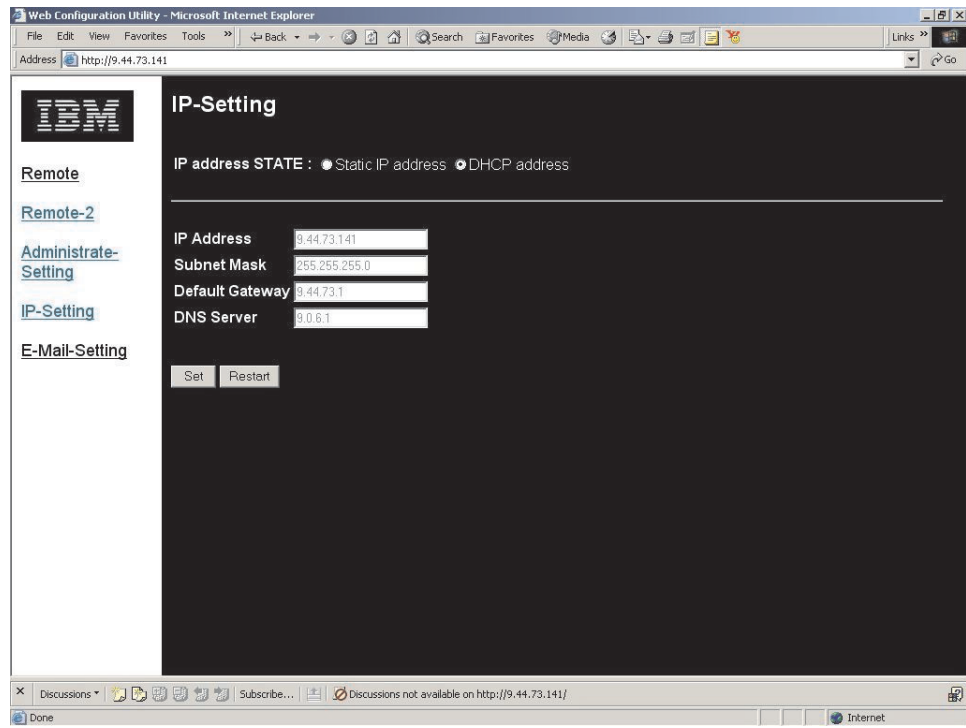 Web Configuration Utility - Microsoft Internet Explorer
File Edit View Favorites Tools » Back Search Favorites Media Links »
Address http://9.44.73.141 Go
IBM
IP-Setting
IP address STATE : Static IP address DHCP address
Remote
Remote-2
Administrate-
Setting
IP-Setting
E-Mail-Setting
IP Address 9.44.73.141
Subnet Mask 255.255.255.0
Default Gateway 9.44.73.1
DNS Server 9.0.6.1
Set Restart
Discussions Subscribe... Discussions not available on http://9.44.73.141/
Done Internet